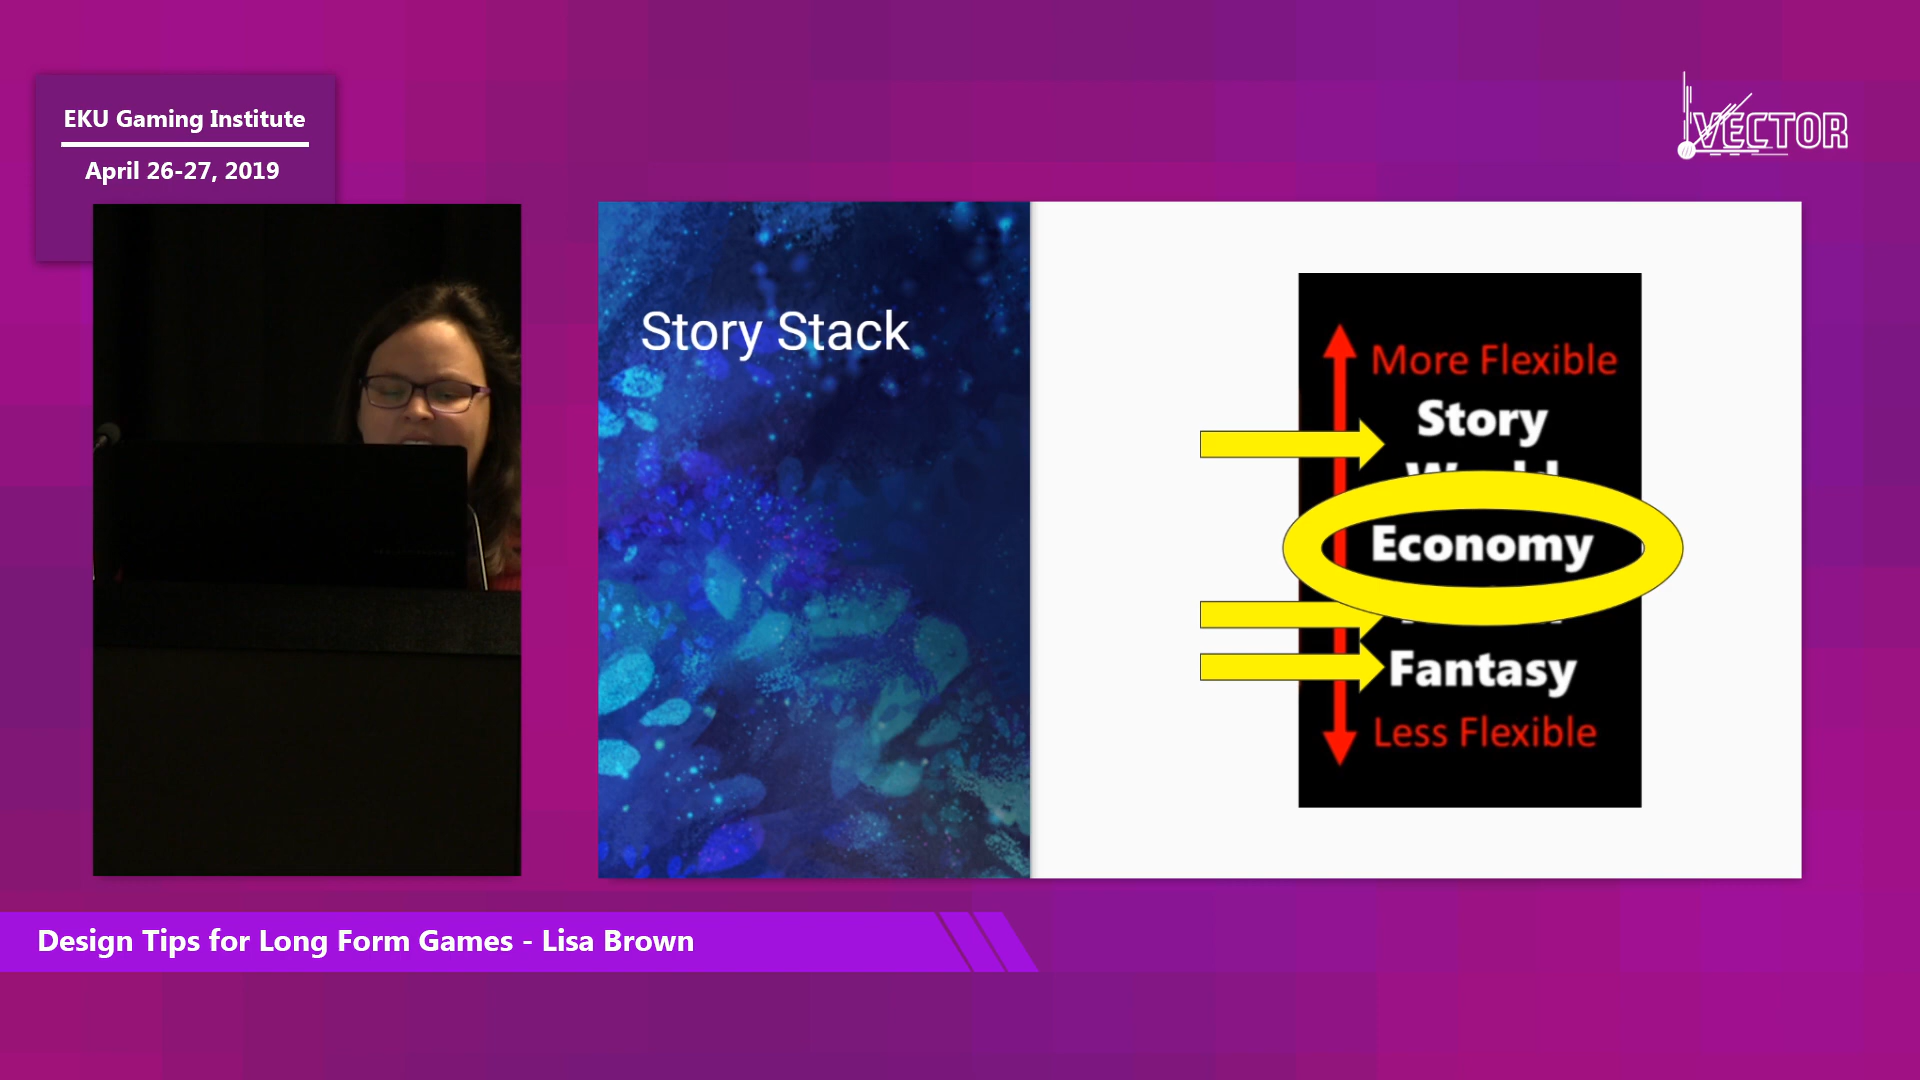 EKU Gaming Institute
April 26-27, 2019
VECTOR
Story Stack
More Flexible
Story
Economy
Fantasy
Less Flexible
Design Tips for Long Form Games - Lisa Brown